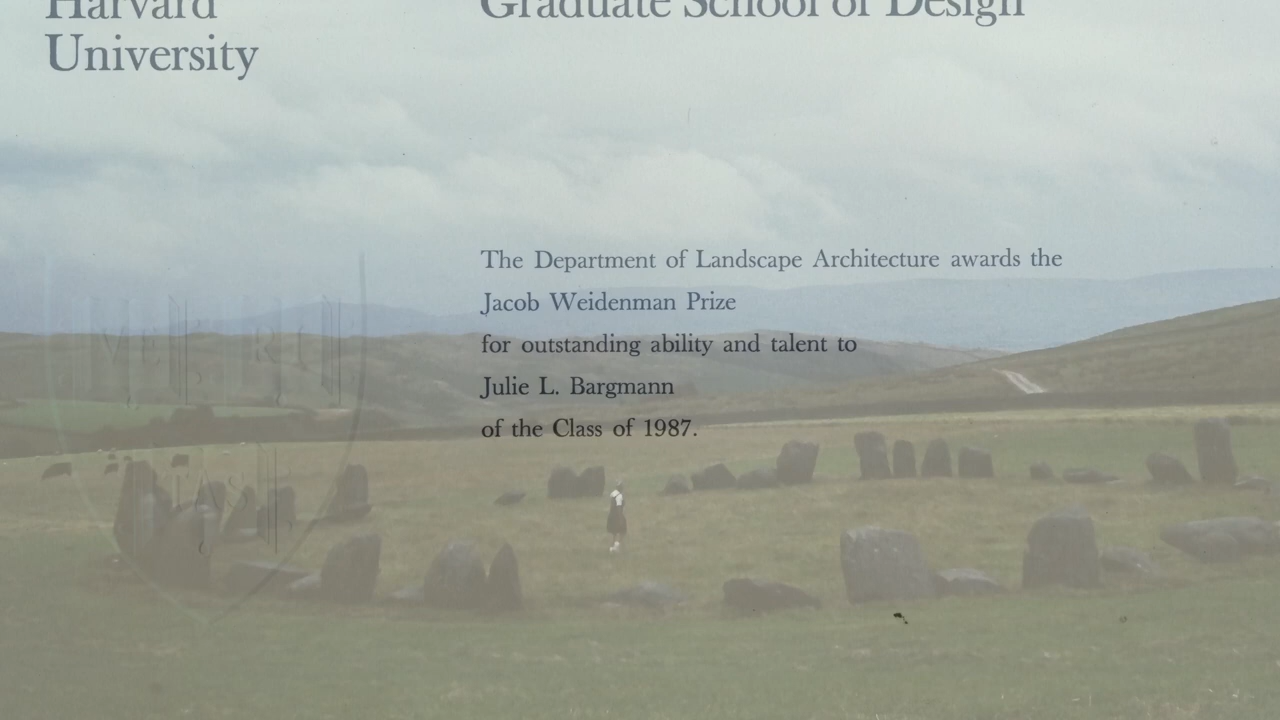 Harvard
University
Graduate School of Design
The Department of Landscape Architecture awards the
Jacob Weidenman Prize
for outstanding ability and talent to
Julie L. Bargmann
of the Class of 1987.